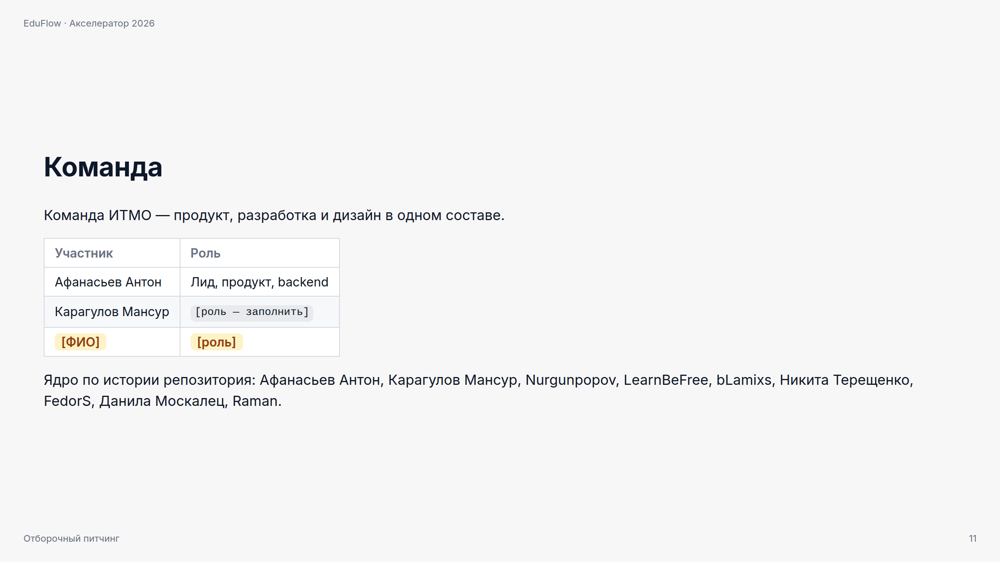 EduFlow · Акселератор 2026
Команда
Команда ИТМО — продукт, разработка и дизайн в одном составе.
Участник Роль
Афанасьев Антон Лид, продукт, backend
Карагулов Мансур [роль — заполнить]
[ФИО] [роль]
Ядро по истории репозитория: Афанасьев Антон, Карагулов Мансур, Nurgunpopov, LearnBeFree, bLamixs, Никита Терещенко,
FedorS, Данила Москалец, Raman.
Отборочный питчинг
11